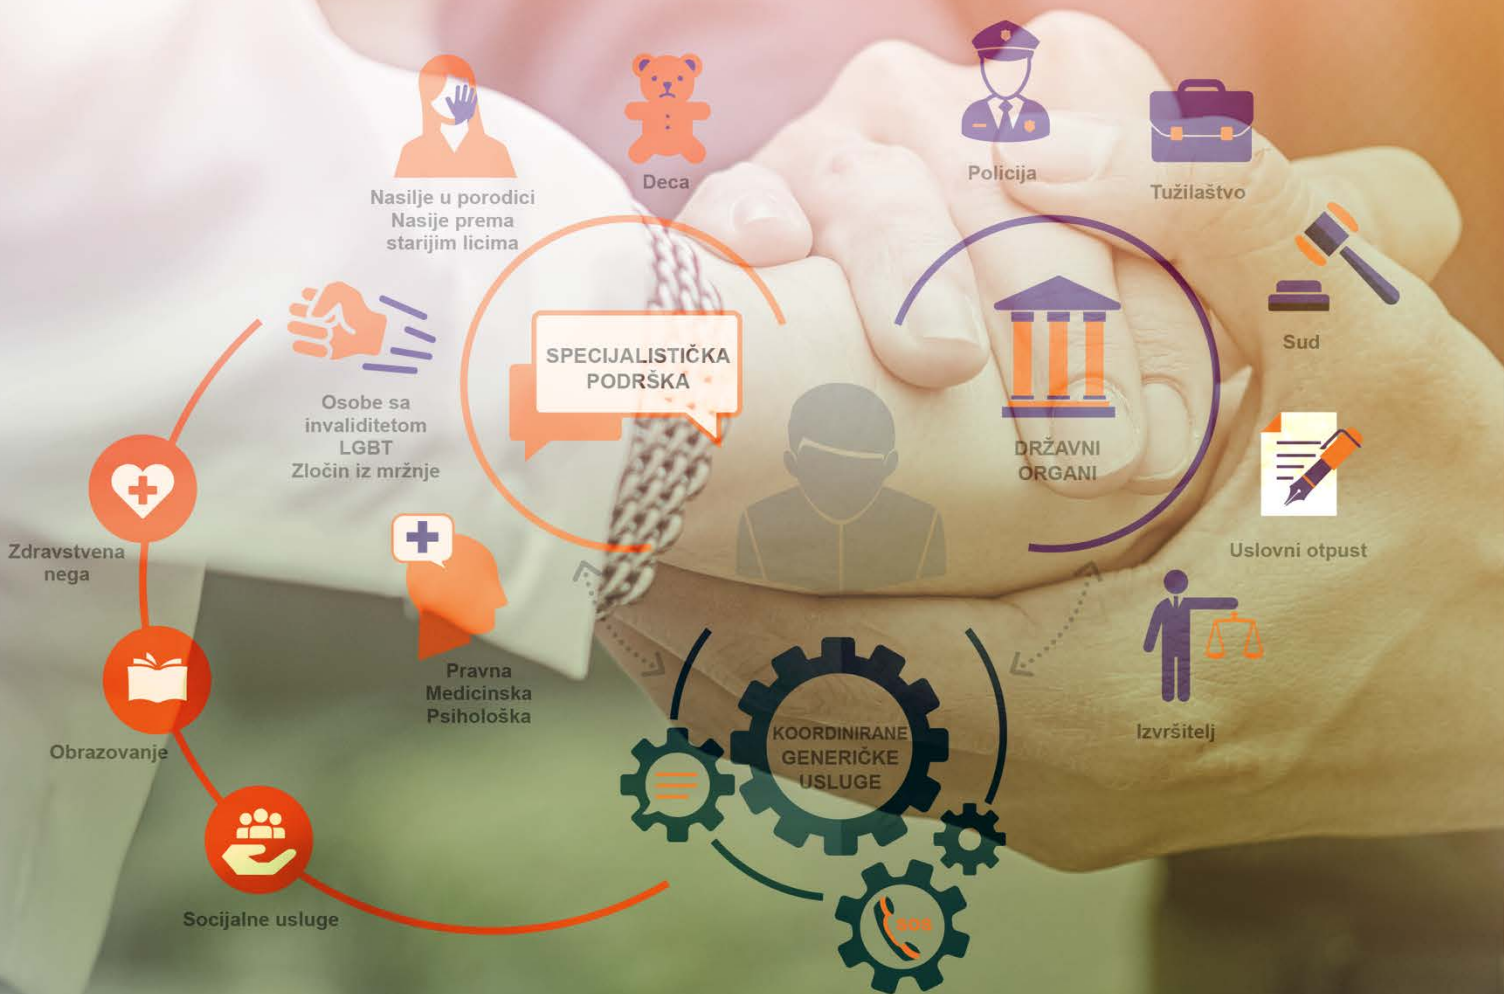 Nasilje u porodici
Nasije prema
starijim licima
Deca
Policija
Tužilaštvo
Sud
SPECIJALISTIČKA
PODRŠKA
Osobe sa
invaliditetom
LGBT
Zločin iz mržnje
DRŽAVNI
ORGANI
Uslovni otpust
Zdravstvena
nega
Pravna
Medicinska
Psihološka
Izvršitelj
Obrazovanje
KOORDINIRANE
GENERIČKE
USLUGE
Socijalne usluge
SOS